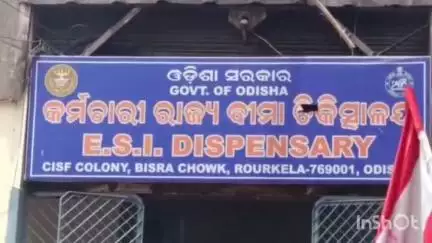 ଓଡ଼ିଶା ସରକାର
GOVT. OF ODISHA
କର୍ମଚାରୀ ରାଜ୍ୟ ବୀମା ଚିକିତ୍ସାଳୟ
E.S.I. DISPENSARY
CISF COLONY, BISRA CHOWK, ROURKELA-769001, ODIS
InShOt